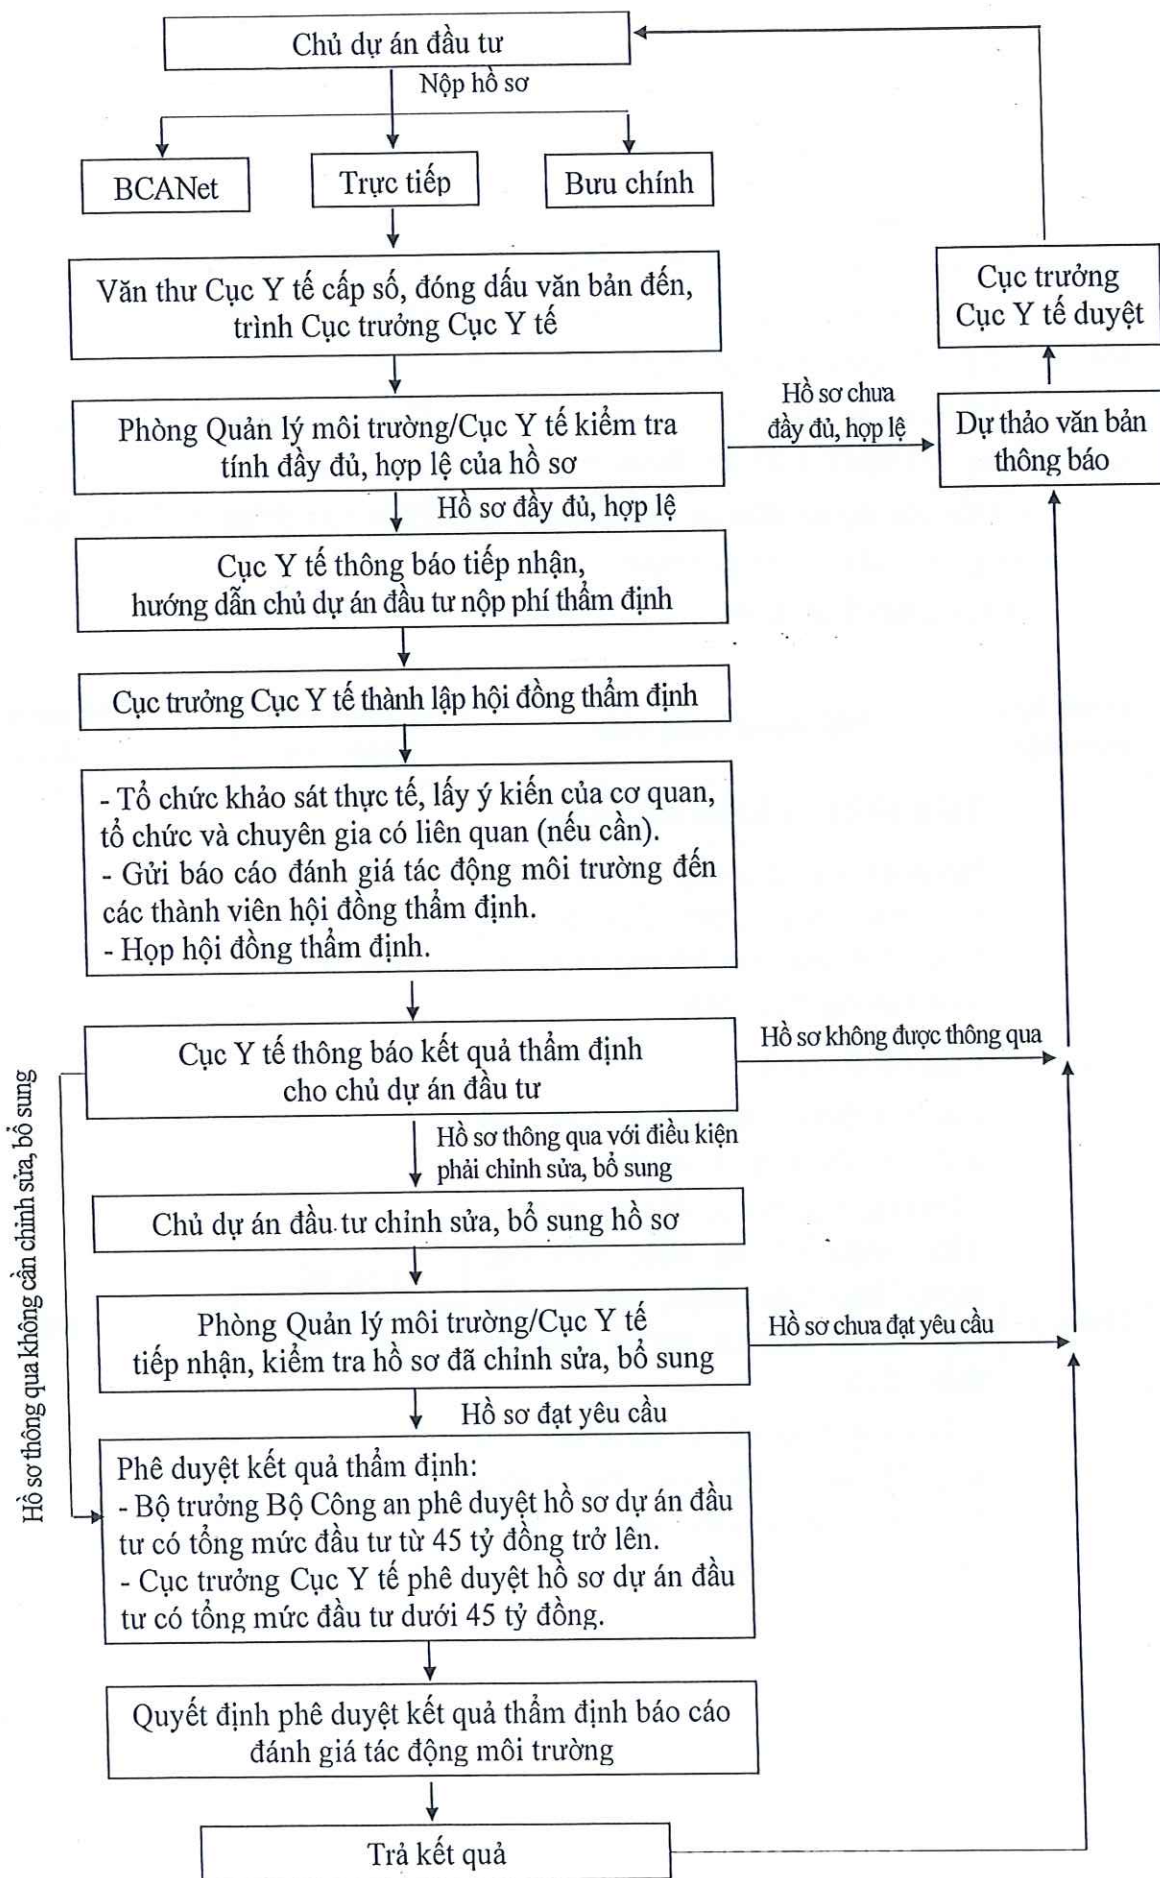 Chủ dự án đầu tư
Nộp hồ sơ
BCANet
Trực tiếp
Bưu chính
Văn thư Cục Y tế cấp số, đóng dấu văn bản đến,
trình Cục trưởng Cục Y tế
Cục trưởng
Cục Y tế duyệt
Phòng Quản lý môi trường/Cục Y tế kiểm tra
tính đầy đủ, hợp lệ của hồ sơ
Hồ sơ chưa
đầy đủ, hợp lệ
Dự thảo văn bản
thông báo
Hồ sơ đầy đủ, hợp lệ
Cục Y tế thông báo tiếp nhận,
hướng dẫn chủ dự án đầu tư nộp phí thẩm định
Cục trưởng Cục Y tế thành lập hội đồng thẩm định
- Tổ chức khảo sát thực tế, lấy ý kiến của cơ quan,
tổ chức và chuyên gia có liên quan (nếu cần).
- Gửi báo cáo đánh giá tác động môi trường đến
các thành viên hội đồng thẩm định.
- Họp hội đồng thẩm định.
Cục Y tế thông báo kết quả thẩm định
cho chủ dự án đầu tư
Hồ sơ không được thông qua
Hồ sơ thông qua không cần chỉnh sửa, bổ sung
Hồ sơ thông qua với điều kiện
phải chỉnh sửa, bổ sung
Chủ dự án đầu tư chỉnh sửa, bổ sung hồ sơ
Phòng Quản lý môi trường/Cục Y tế
tiếp nhận, kiểm tra hồ sơ đã chỉnh sửa, bổ sung
Hồ sơ chưa đạt yêu cầu
Hồ sơ đạt yêu cầu
Phê duyệt kết quả thẩm định:
- Bộ trưởng Bộ Công an phê duyệt hồ sơ dự án đầu
tư có tổng mức đầu tư từ 45 tỷ đồng trở lên.
- Cục trưởng Cục Y tế phê duyệt hồ sơ dự án đầu
tư có tổng mức đầu tư dưới 45 tỷ đồng.
Quyết định phê duyệt kết quả thẩm định báo cáo
đánh giá tác động môi trường
Trả kết quả